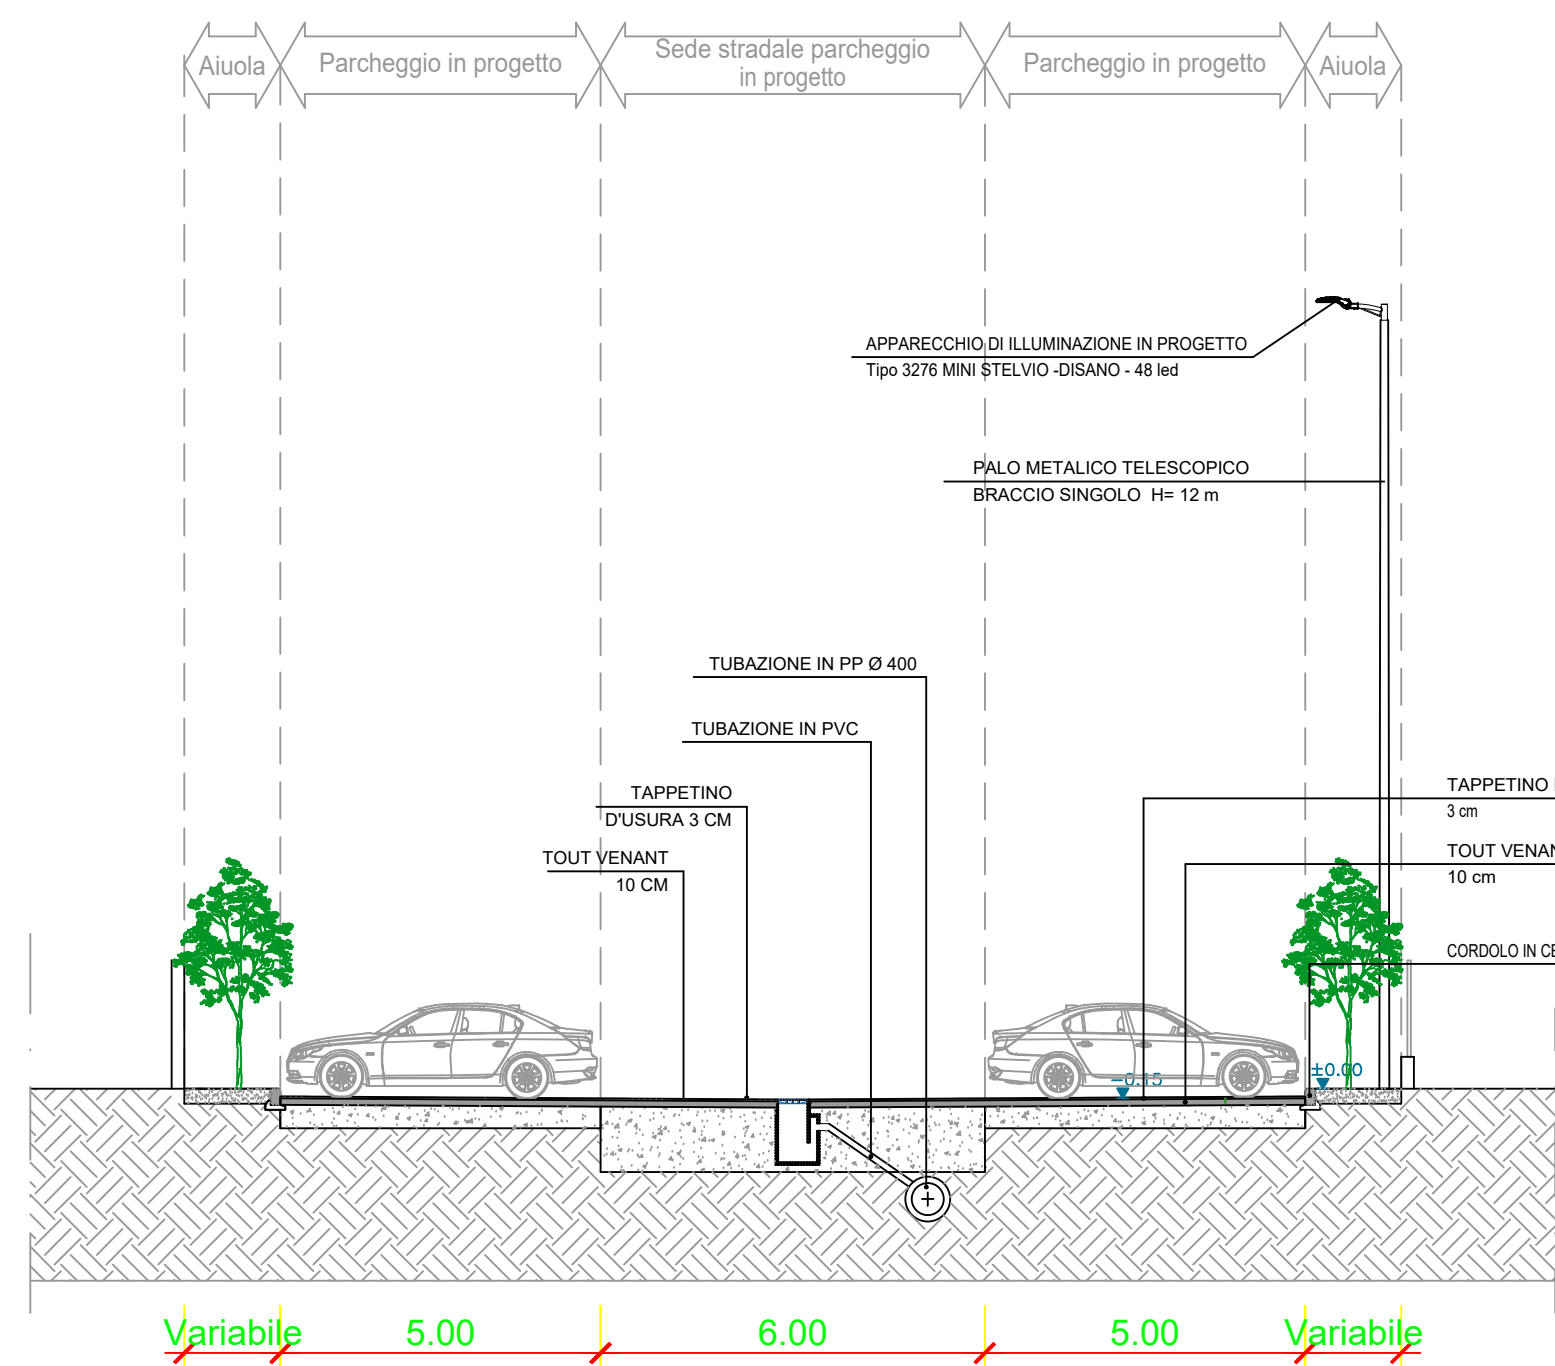 Aiuola
Parcheggio in progetto
Sede stradale parcheggio
in progetto
Parcheggio in progetto
Aiuola
APPARECCHIO DI ILLUMINAZIONE IN PROGETTO
Tipo 3276 MINI STELVIO -DISANO - 48 led
PALO METALICO TELESCOPICO
BRACCIO SINGOLO H= 12 m
TUBAZIONE IN PP Ø 400
TUBAZIONE IN PVC
TAPPETINO
D'USURA 3 CM
TAPPETINO
3 cm
TOUT VENANT
10 CM
TOUT VENAN
10 cm
CORDOLO IN CE
-0.15
±0.00
Variabile
5.00
6.00
5.00
Variabile